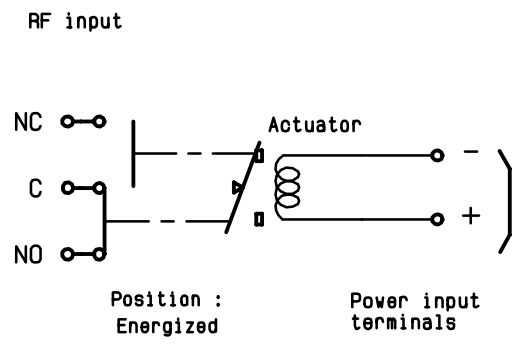 RF input
NC
Actuator
-
C
+
NO
Position :
Energized
Power input
terminals